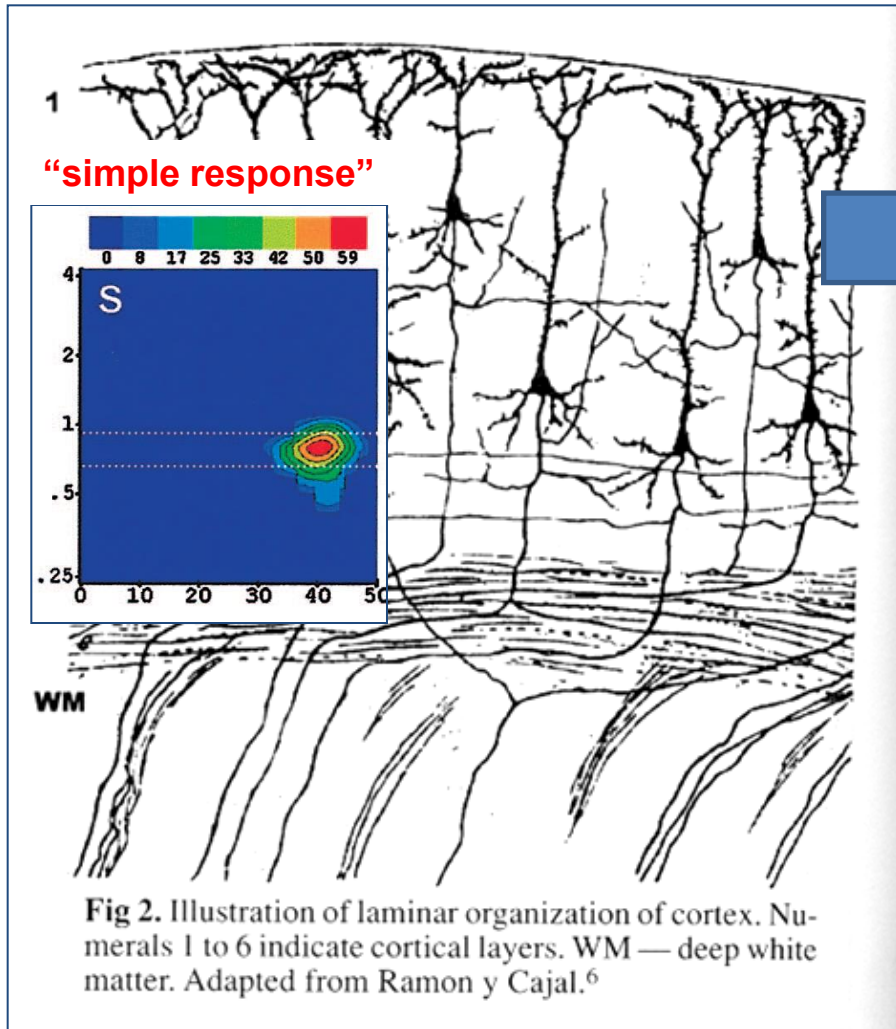 1
“simple response”
0 8 17 25 33 42 50 59
4
S
2
1
.5
.25
0 10 20 30 40 50
WM
Fig 2. Illustration of laminar organization of cortex. Nu-
merals 1 to 6 indicate cortical layers. WM — deep white
matter. Adapted from Ramon y Cajal.⁶